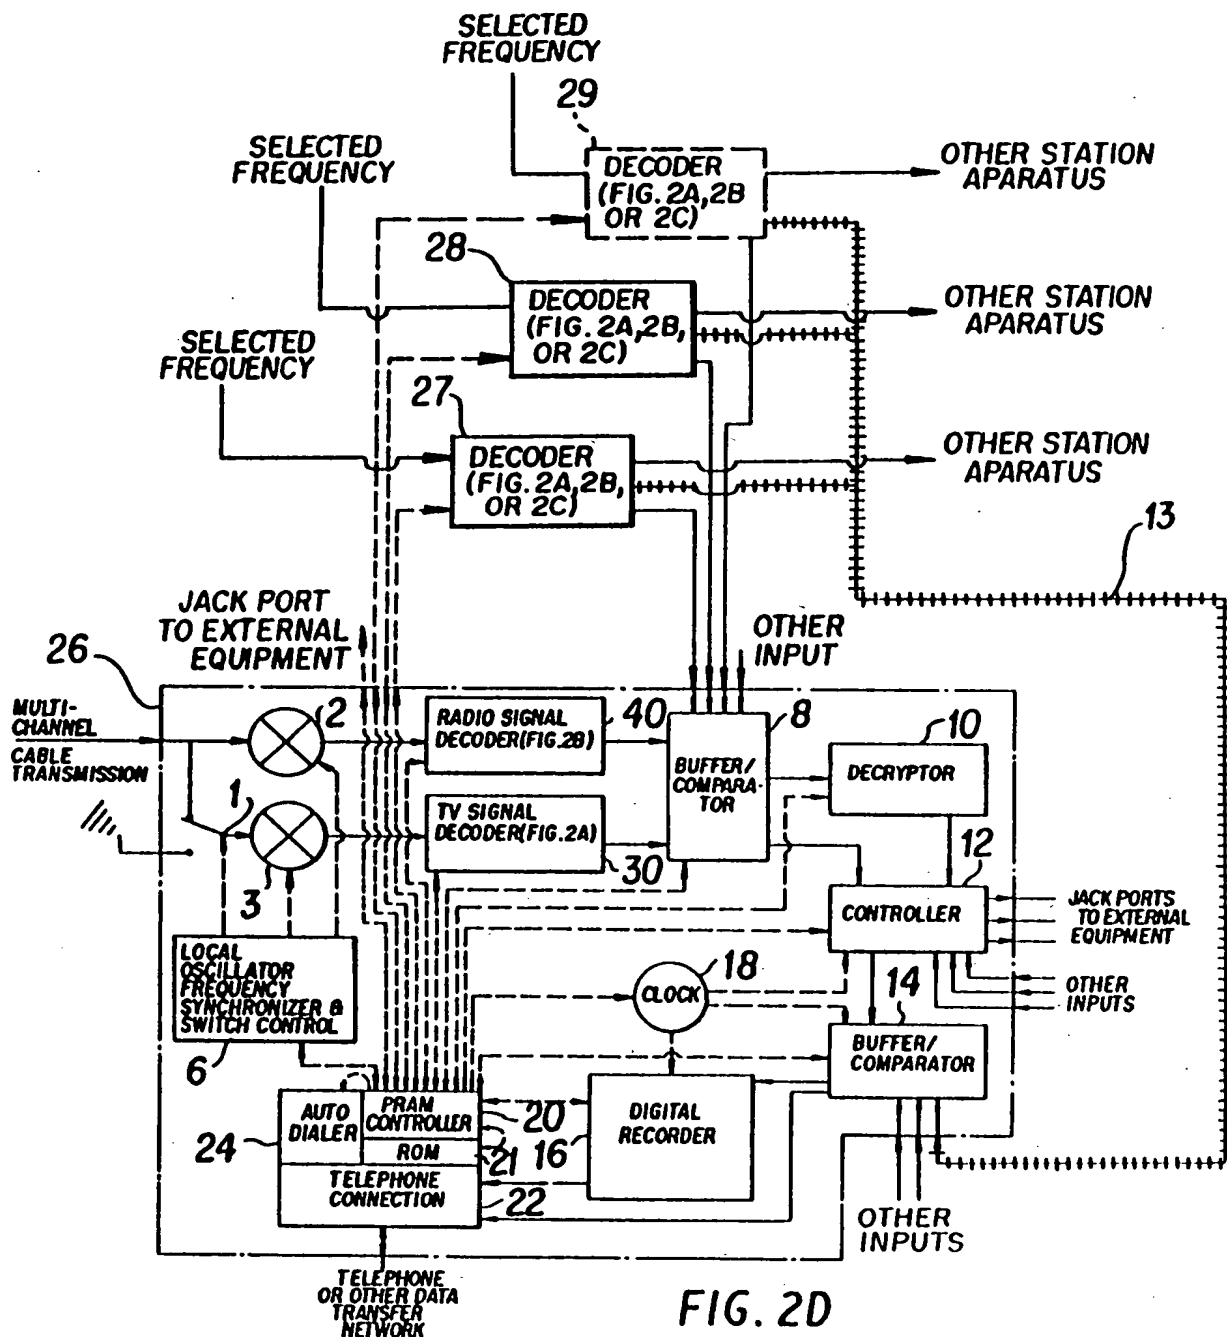 SELECTED
FREQUENCY
29
SELECTED
FREQUENCY
DECODER
(FIG. 2A, 2B
OR 2C)
OTHER STATION
APPARATUS
28
DECODER
(FIG. 2A, 2B,
OR 2C)
OTHER STATION
APPARATUS
SELECTED
FREQUENCY
27
DECODER
(FIG. 2A, 2B,
OR 2C)
OTHER STATION
APPARATUS
13
JACK PORT
TO EXTERNAL
EQUIPMENT
OTHER
INPUT
26
MULTI-
CHANNEL
CABLE
TRANSMISSION
2
RADIO SIGNAL
DECODER (FIG. 2B)
40
8
BUFFER/
COMPARA-
TOR
10
DECRYPTOR
1
3
TV SIGNAL
DECODER (FIG. 2A)
30
12
CONTROLLER
JACK PORTS
TO EXTERNAL
EQUIPMENT
OTHER
INPUTS
LOCAL
OSCILLATOR
FREQUENCY
SYNCHRONIZER &
SWITCH CONTROL
6
18
CLOCK
14
BUFFER/
COMPARATOR
24
AUTO
DIALER
PRAM
CONTROLLER
20
ROM
21
TELEPHONE
CONNECTION
22
16
DIGITAL
RECORDER
OTHER
INPUTS
TELEPHONE
OR OTHER DATA
TRANSFER
NETWORK
FIG. 2D